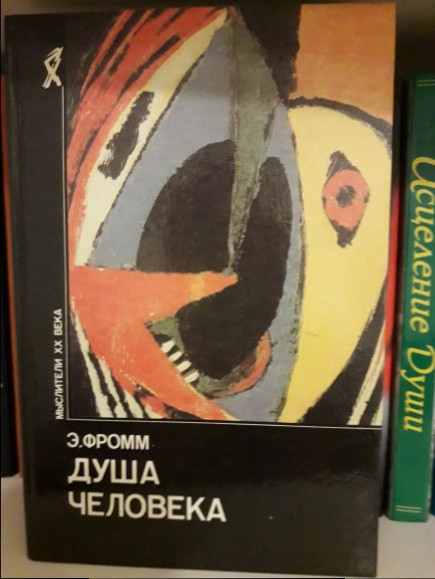 МЫСЛИТЕЛИ XX ВЕКА
Э.ФРОММ
ДУША
ЧЕЛОВЕКА
Исцеление Души